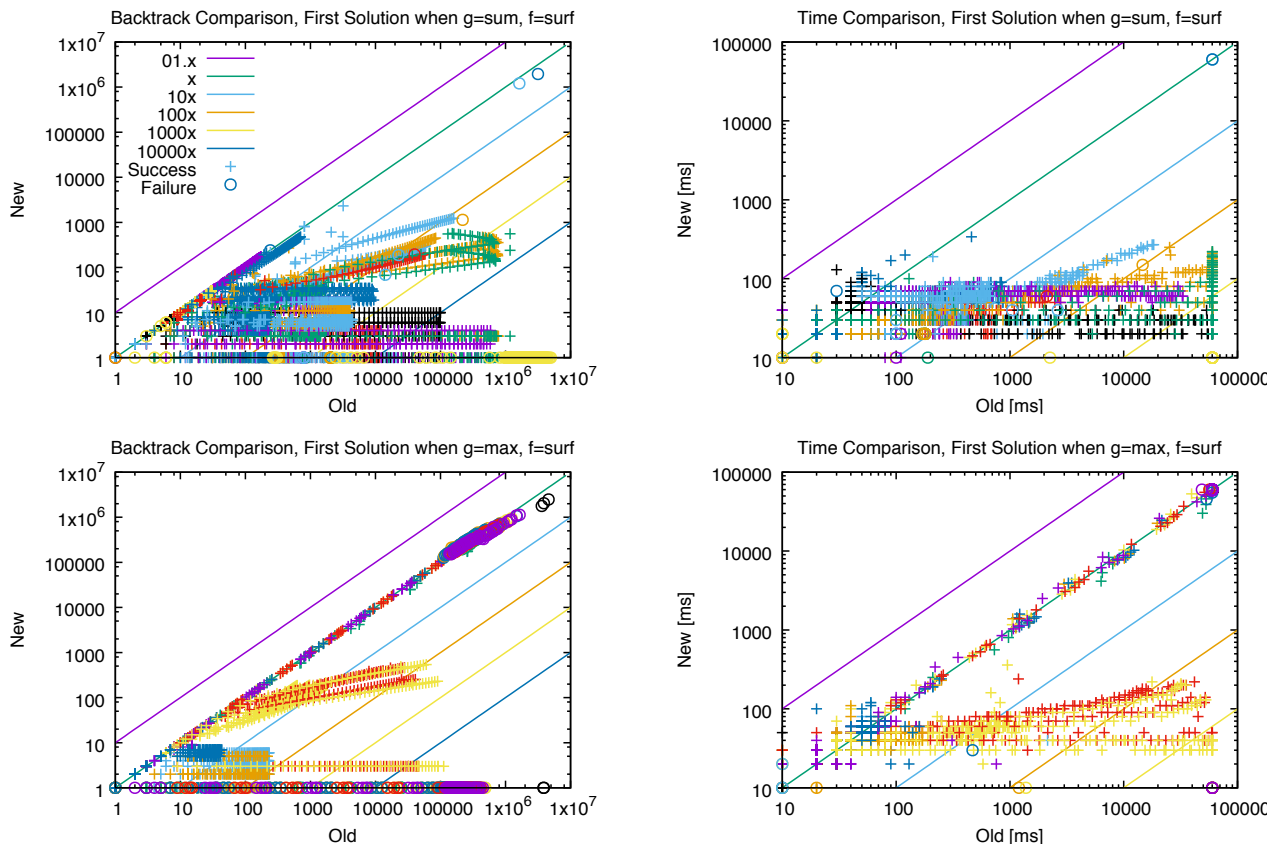 Backtrack Comparison, First Solution when g=sum, f=surf
1x10^7
1x10^6
100000
10000
1000
100
10
1
New
01.x
x
10x
100x
1000x
10000x
Success
Failure
1 10 100 1000 10000 100000 1x10^6 1x10^7
Old
Time Comparison, First Solution when g=sum, f=surf
100000
10000
1000
100
10
New [ms]
10 100 1000 10000 100000
Old [ms]
Backtrack Comparison, First Solution when g=max, f=surf
1x10^7
1x10^6
100000
10000
1000
100
10
1
New
1 10 100 1000 10000 100000 1x10^6 1x10^7
Old
Time Comparison, First Solution when g=max, f=surf
100000
10000
1000
100
10
New [ms]
10 100 1000 10000 100000
Old [ms]